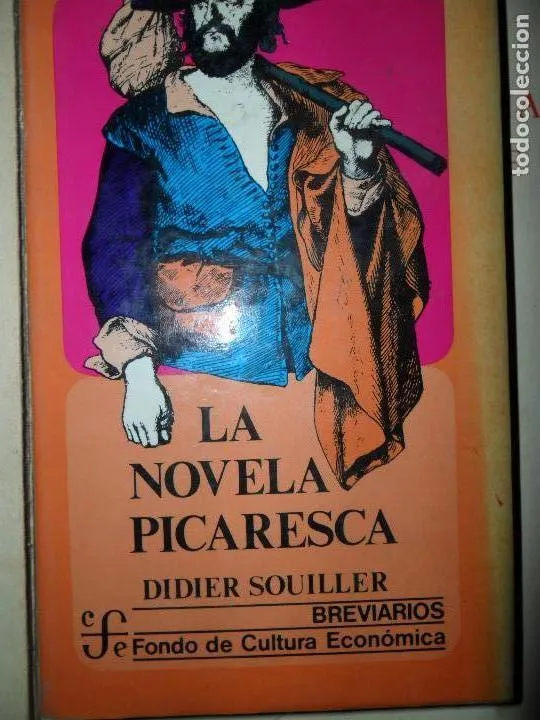 todocoleccion
LA
NOVELA
PICARESCA
DIDIER SOUILLER
BREVIARIOS
cfe Fondo de Cultura Económica